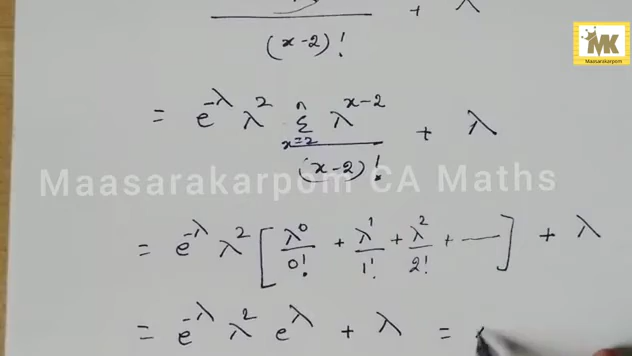 (x-2)! + λ
MK
Maasarakarpom
= e^-λ λ^2 Σ_{x=2}^{n} λ^{x-2} / (x-2)! + λ
Maasarakarpom CA Maths
= e^-λ λ^2 [ λ^0/0! + λ^1/1! + λ^2/2! + — ] + λ
= e^-λ λ^2 e^λ + λ =